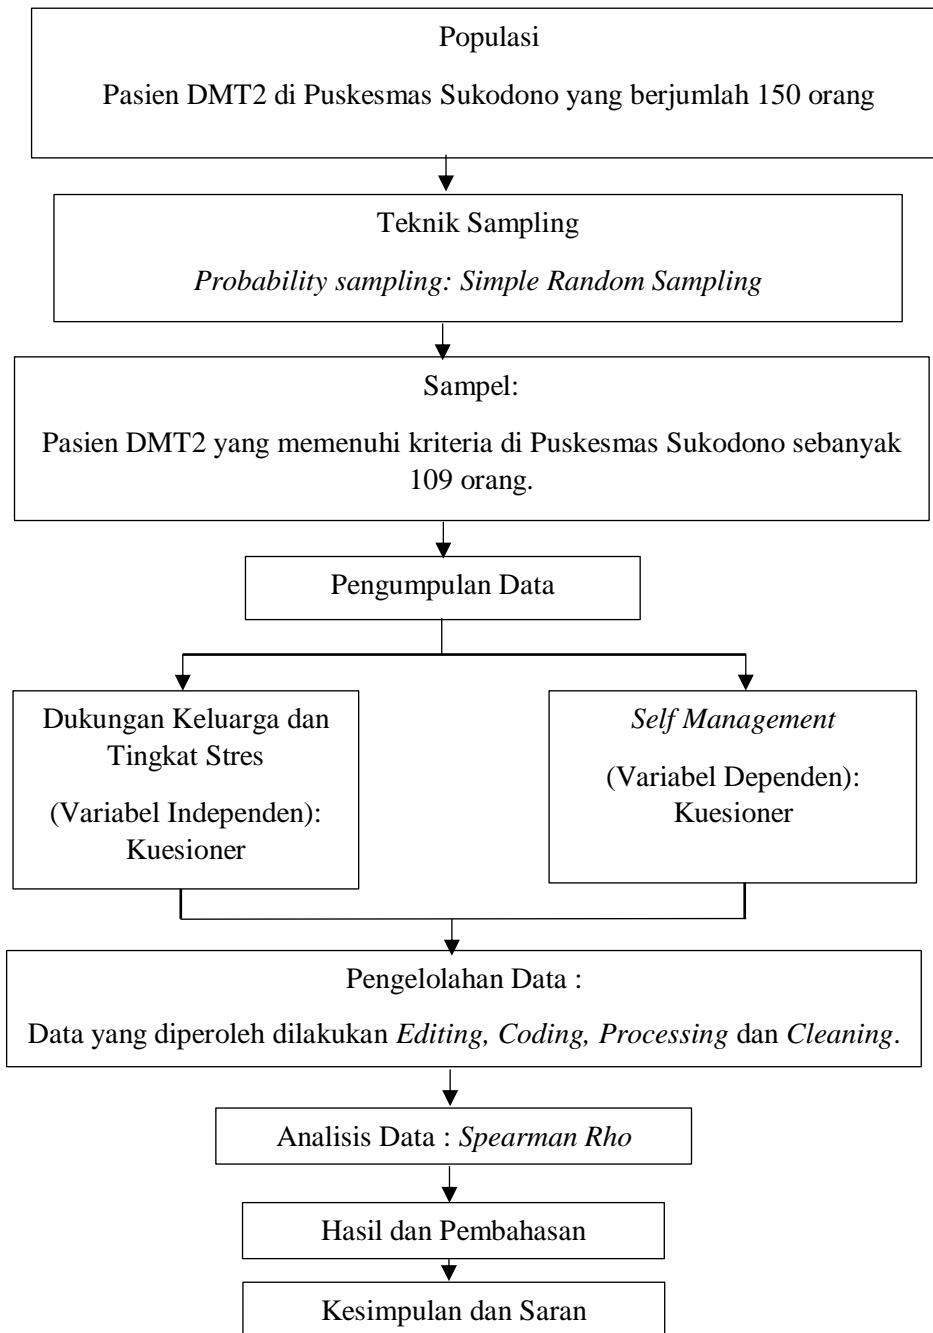 Populasi
Pasien DMT2 di Puskesmas Sukodono yang berjumlah 150 orang
Teknik Sampling
Probability sampling: Simple Random Sampling
Sampel:
Pasien DMT2 yang memenuhi kriteria di Puskesmas Sukodono sebanyak
109 orang.
Pengumpulan Data
Dukungan Keluarga dan
Tingkat Stres
(Variabel Independen):
Kuesioner
Self Management
(Variabel Dependen):
Kuesioner
Pengelolahan Data :
Data yang diperoleh dilakukan Editing, Coding, Processing dan Cleaning.
Analisis Data : Spearman Rho
Hasil dan Pembahasan
Kesimpulan dan Saran